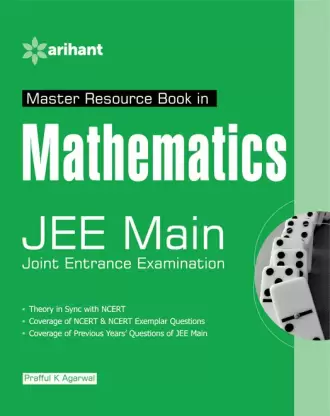 arihant
Master Resource Book in
Mathematics
JEE Main
Joint Entrance Examination
• Theory in Sync with NCERT
• Coverage of NCERT & NCERT Exemplar Questions
• Coverage of Previous Years' Questions of JEE Main
Prafful K Agarwal